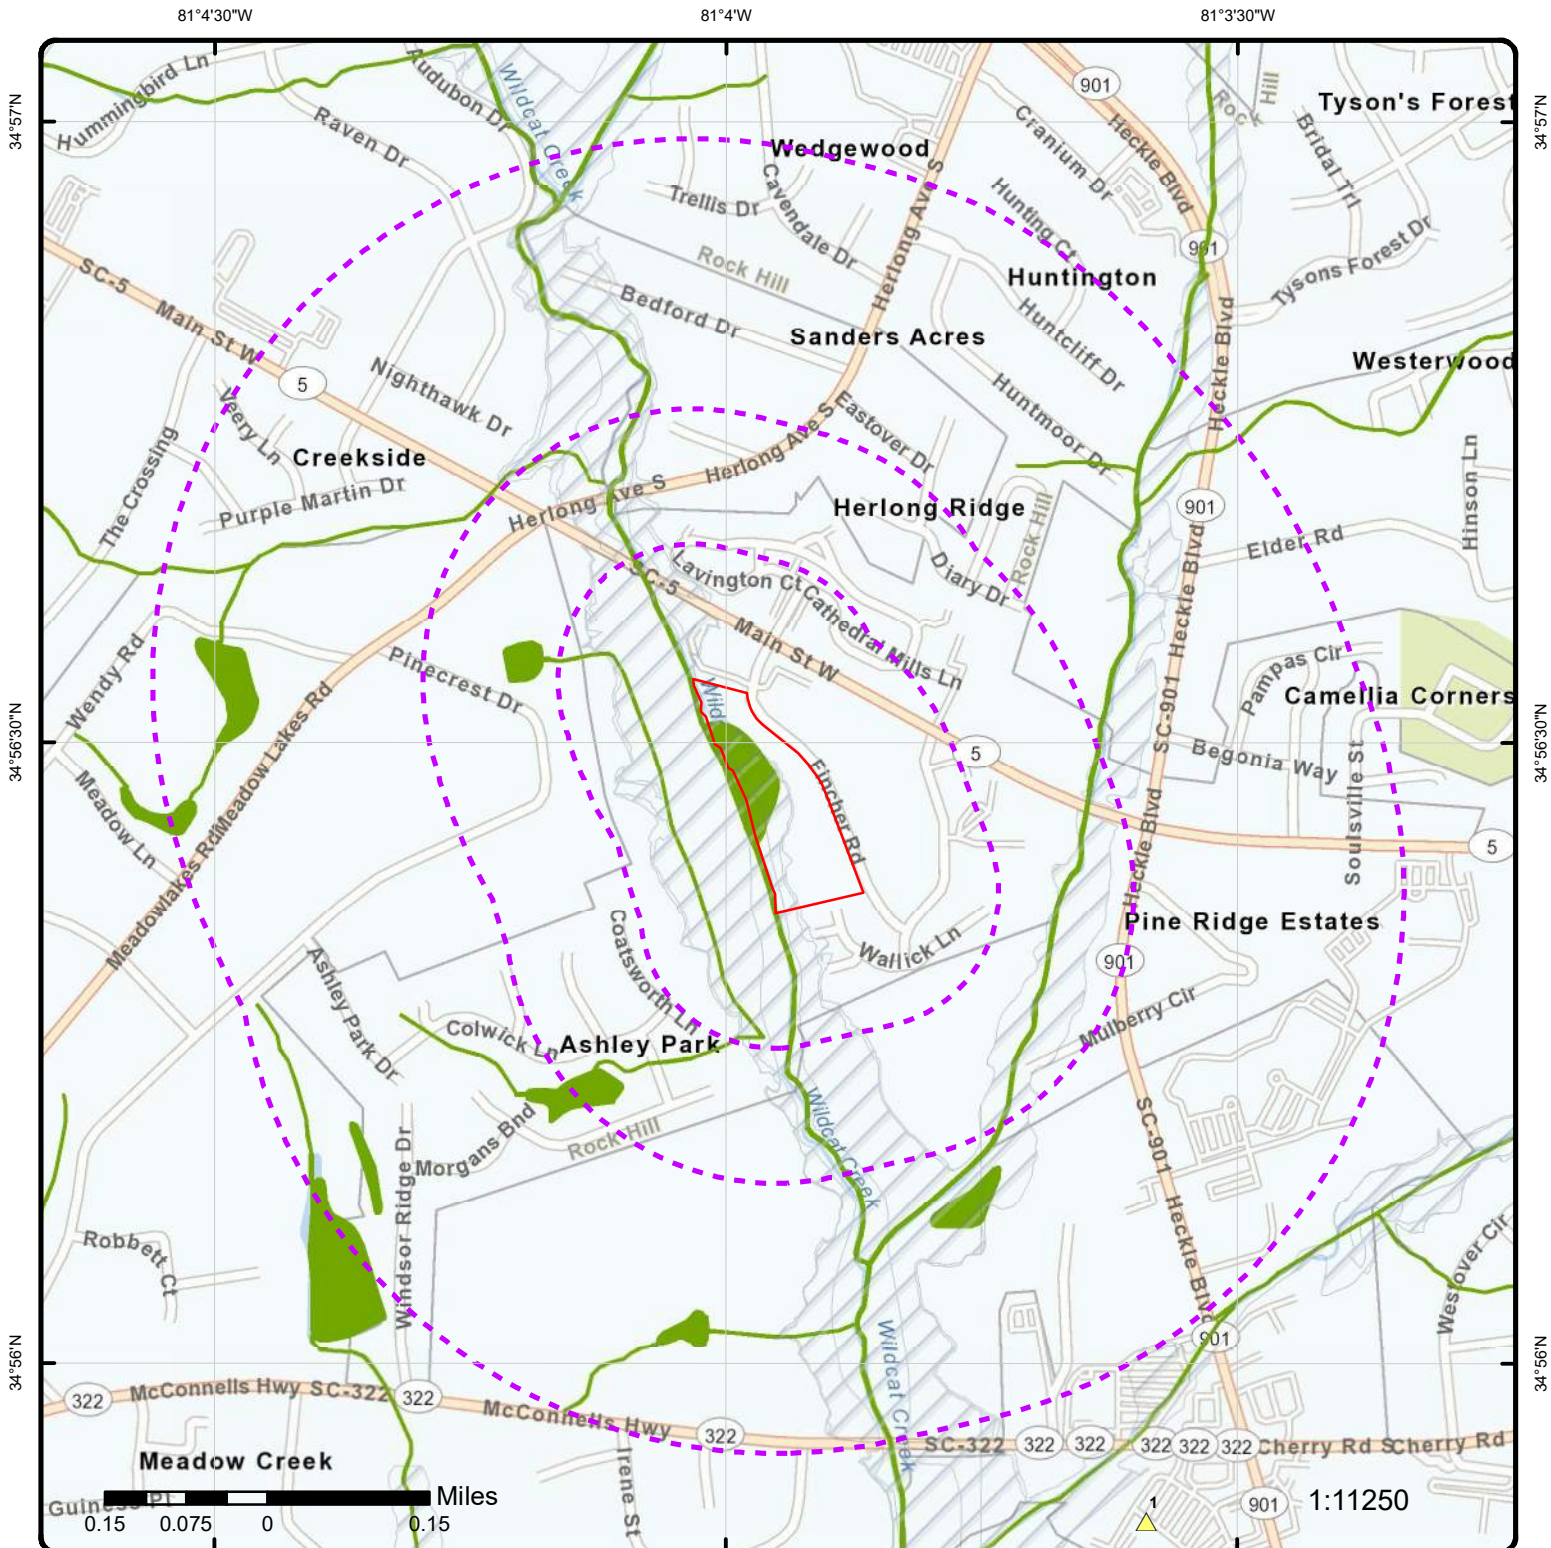 81°4'30"W
81°4'W
81°3'30"W
34°57'N
34°57'N
34°56'30"N
34°56'30"N
34°56'N
34°56'N
Hummingbird Ln
Audubon Dr
Raven Dr
Wildcat Creek
901
Rock Hill
Tyson's Forest
Cranium Dr
Heckle Blvd
Bridal Trl
Wedgewood
Trellis Dr
Cavendale Dr
Herlong Ave S
Hunting Ct
901
Tysons Forest Dr
Rock Hill
Huntington
SC-5
Main St W
Bedford Dr
Sanders Acres
Huntcliff Dr
Heckle Blvd
Westerwood
5
Nighthawk Dr
Veery Ln
Huntmoor Dr
Eastover Dr
Herlong Ave S
Creekside
The Crossing
Purple Martin Dr
Herlong Ave S
Herlong Ridge
Rock Hill
901
Hinson Ln
Elder Rd
SC-5
Lavington Ct
Diary Dr
Cathedral Mills Ln
Heckle Blvd
Main St W
Wendy Rd
Pinecrest Dr
Pampas Cir
Camellia Corners
Meadow Lakes Rd
Wild
SC-901
Begonia Way
5
Fincher Rd
Meadow Ln
Meadow Lakes Rd
Heckle Blvd
Soulsville St
5
Meadowlakes Rd
Coatsworth Ln
Wallick Ln
Pine Ridge Estates
901
Ashley Park Dr
Colwick Ln
Ashley Park
Mulberry Cir
Morgans Bnd
Rock Hill
Wildcat Creek
SC-901
Windsor Ridge Dr
Heckle Blvd
Robbett Ct
Westover Cir
901
Wildcat Creek
McConnells Hwy
SC-322
322
322
McConnells Hwy
322
SC-322
322
322
322
322
322
Cherry Rd S
Cherry Rd
Meadow Creek
Irene St
Miles
Guiness Pl
0.15
0.075
0
0.15
1
901
1:11250